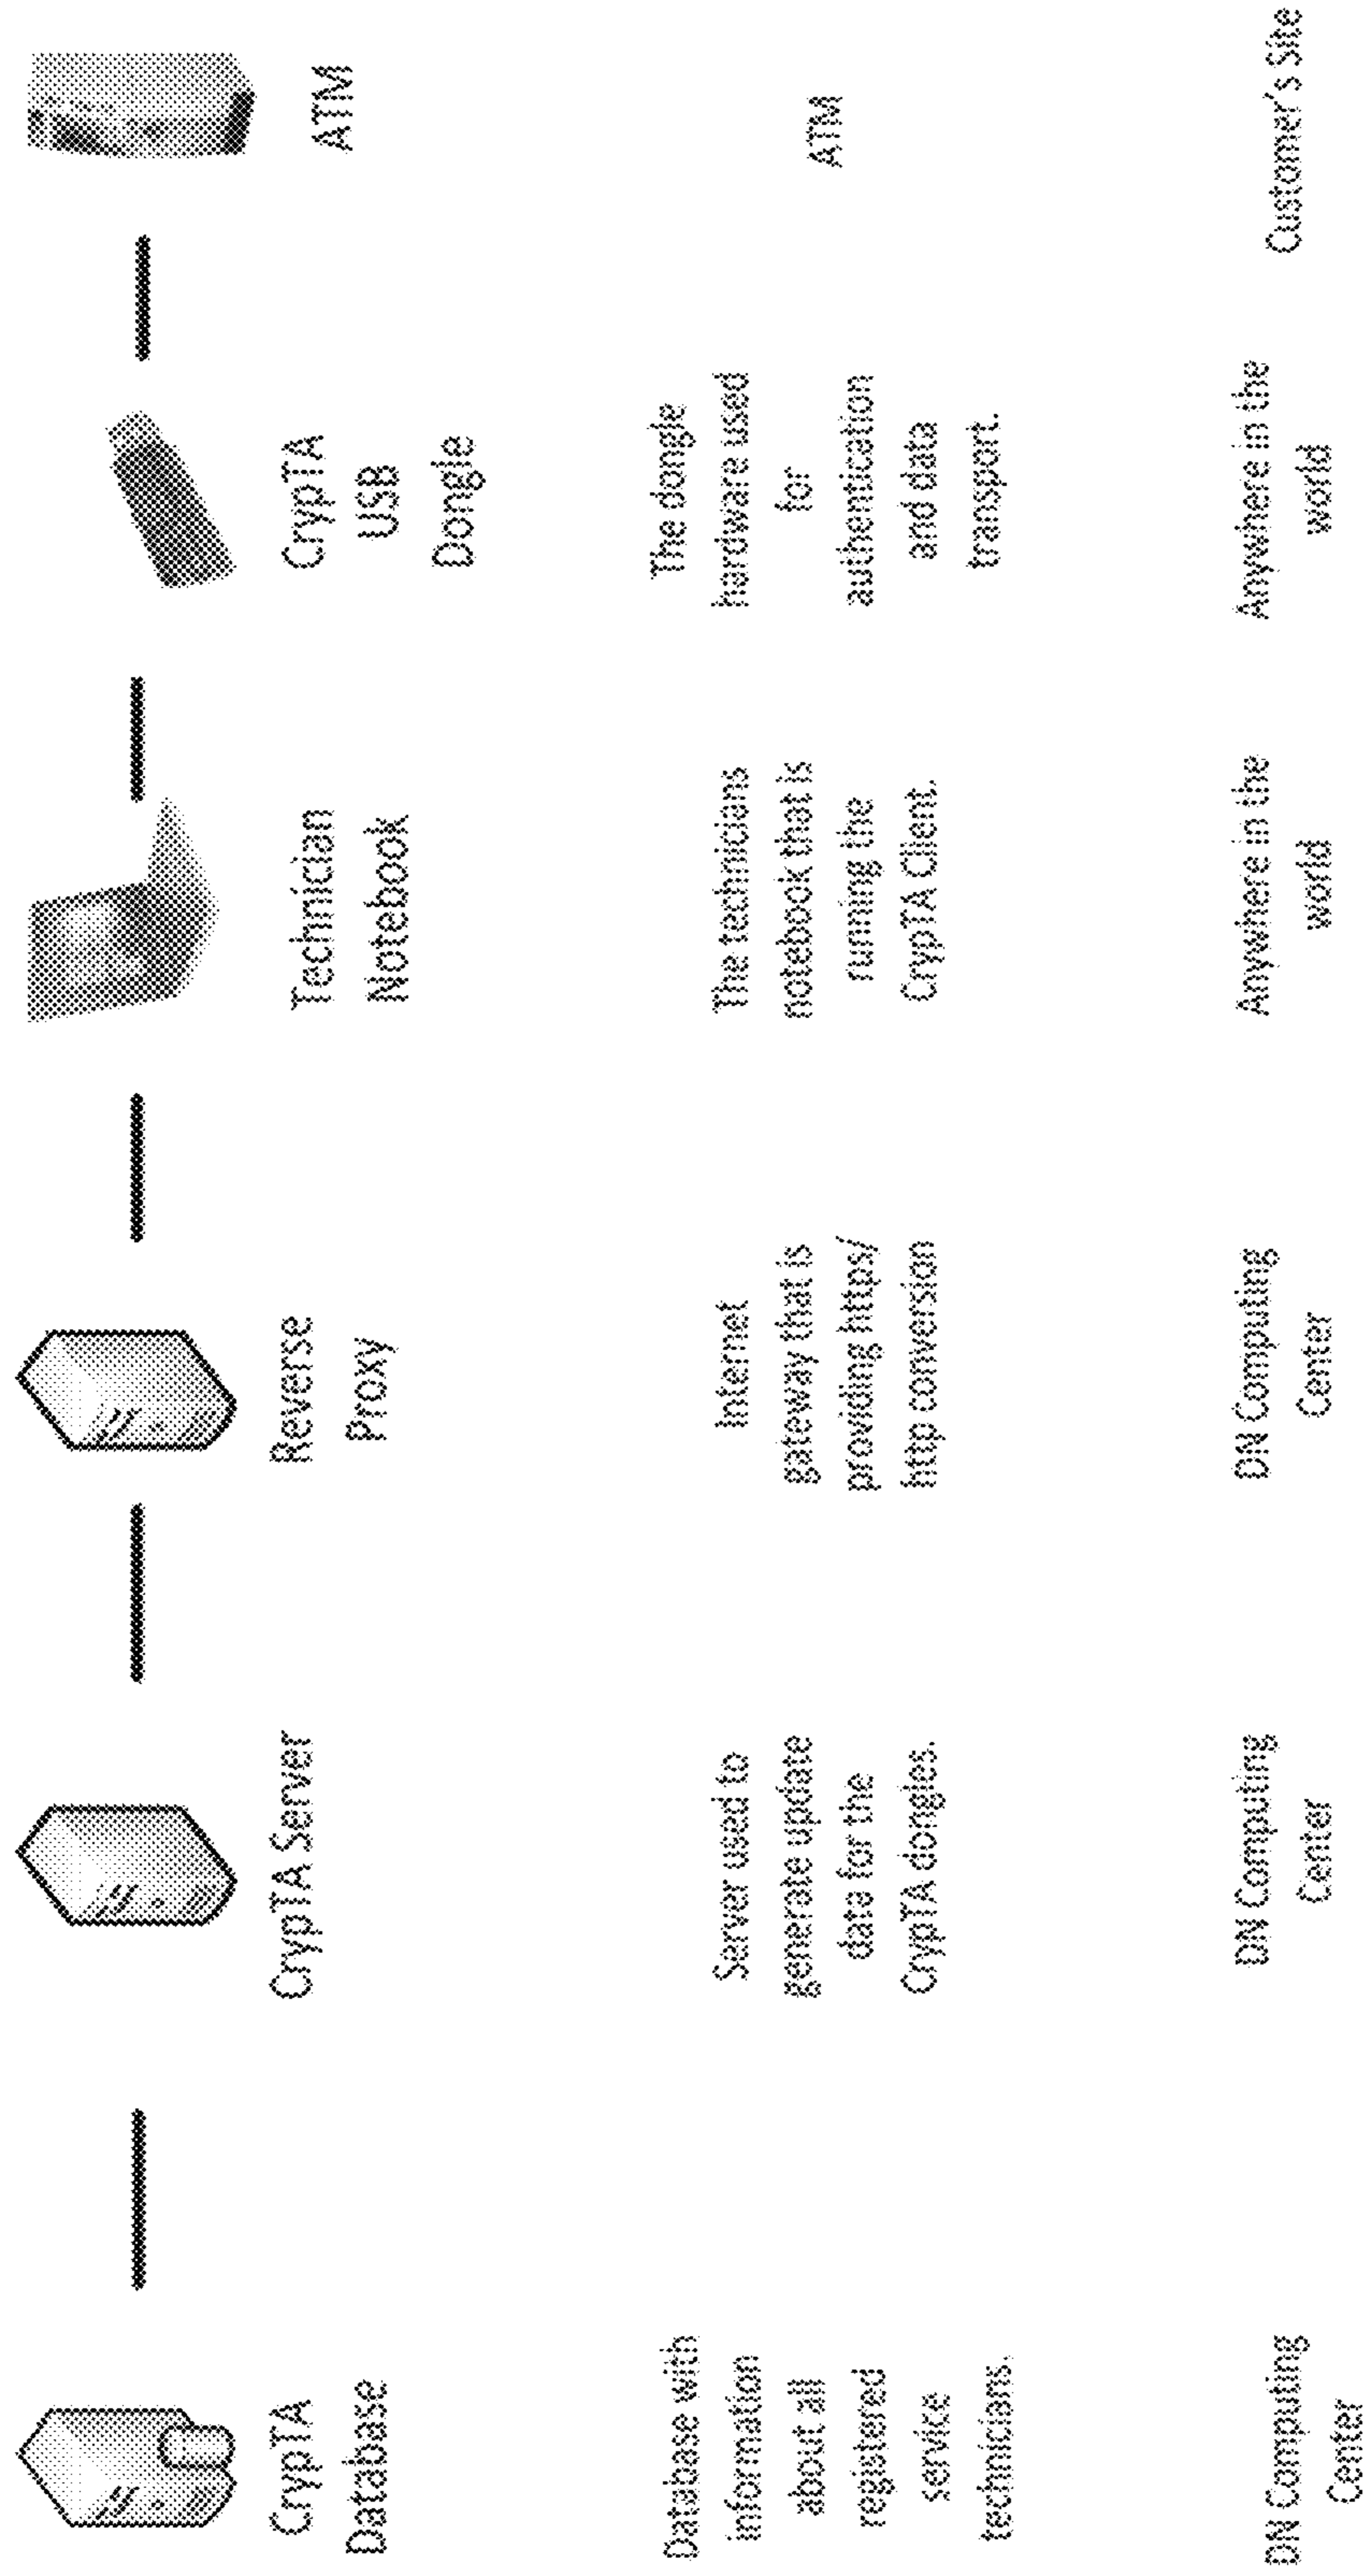 CrypTA
Database
CrypTA Server
Reverse
Proxy
Technician
Notebook
CrypTA
USB
Dongle
ATM
Database with
information
about all
registered
service
technicians.
Server used to
generate update
data for the
CrypTA dongles.
Internet
gateway that is
providing https/
http conversion
The technicians
notebook that is
running the
CrypTA Client.
The dongle
hardware used
for
authentication
and data
transport.
ATM
DN Computing
Center
DN Computing
Center
DN Computing
Center
Anywhere in the
world
Anywhere in the
world
Customer's Site